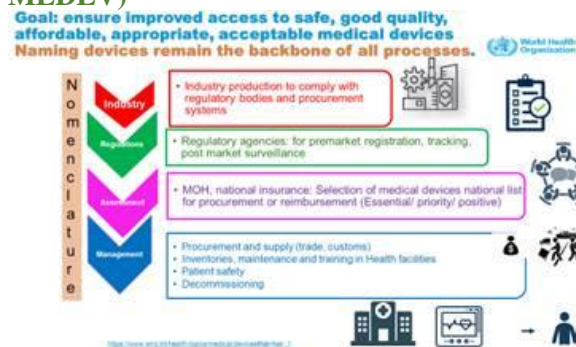 MEDEV)
Goal: ensure improved access to safe, good quality,
affordable, appropriate, acceptable medical devices
Naming devices remain the backbone of all processes.
World Health
Organization
Nomenclature
Industry
• Industry production to comply with
regulatory bodies and procurement
systems
Regulations
• Regulatory agencies: for premarket registration, tracking,
post market surveillance
Assessment
• MOH, national insurance: Selection of medical devices national list
for procurement or reimbursement (Essential/ priority/ positive)
Management
• Procurement and supply (trade, customs)
• Inventories, maintenance and training in Health facilities
• Patient safety
• Decommissioning